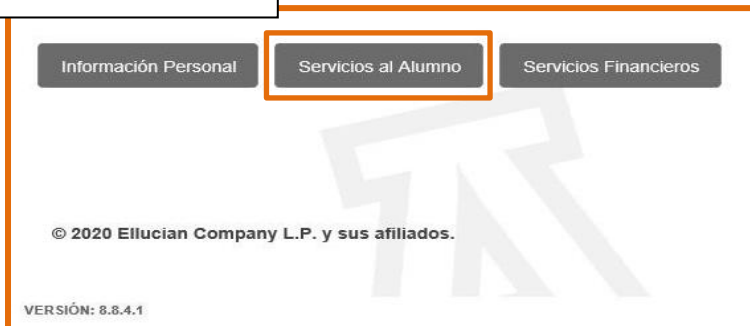 Información Personal
Servicios al Alumno
Servicios Financieros
© 2020 Ellucian Company L.P. y sus afiliados.
VERSIÓN: 8.8.4.1